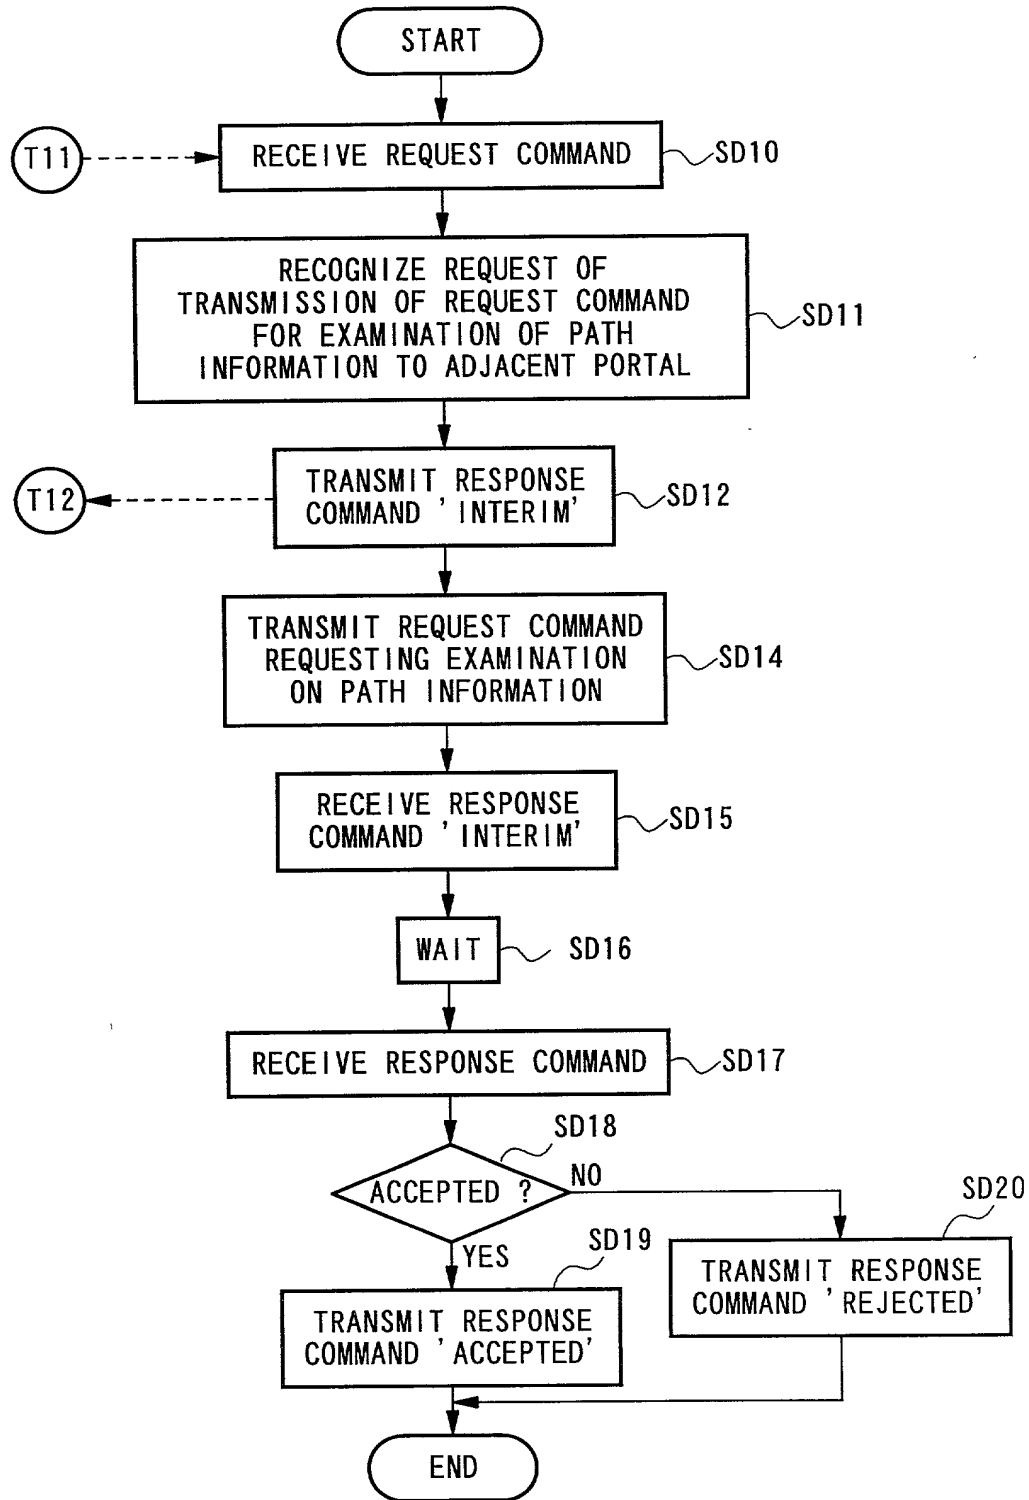 START
T11
RECEIVE REQUEST COMMAND
SD10
RECOGNIZE REQUEST OF
TRANSMISSION OF REQUEST COMMAND
FOR EXAMINATION OF PATH
INFORMATION TO ADJACENT PORTAL
SD11
T12
TRANSMIT RESPONSE
COMMAND 'INTERIM'
SD12
TRANSMIT REQUEST COMMAND
REQUESTING EXAMINATION
ON PATH INFORMATION
SD14
RECEIVE RESPONSE
COMMAND 'INTERIM'
SD15
WAIT
SD16
RECEIVE RESPONSE COMMAND
SD17
SD18
ACCEPTED ?
NO
YES
SD19
TRANSMIT RESPONSE
COMMAND 'ACCEPTED'
SD20
TRANSMIT RESPONSE
COMMAND 'REJECTED'
END